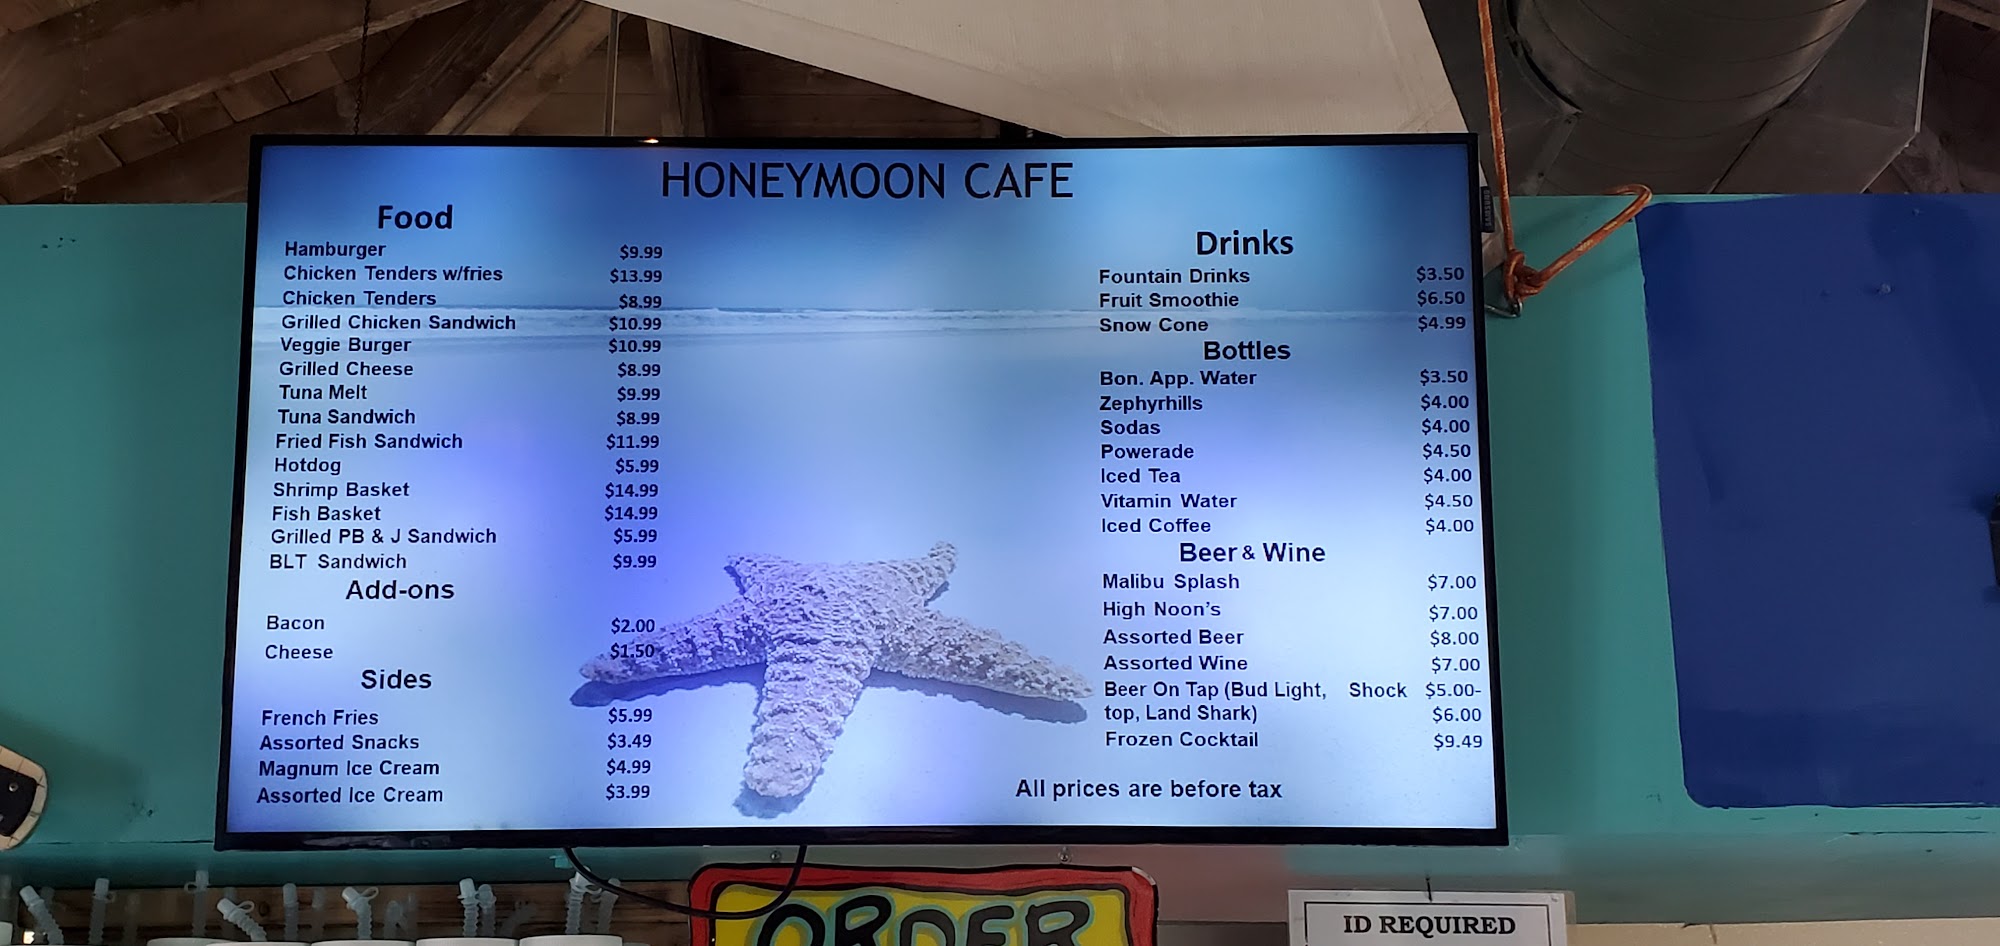 HONEYMOON CAFE
Food
Hamburger $9.99
Chicken Tenders w/fries $13.99
Chicken Tenders $8.99
Grilled Chicken Sandwich $10.99
Veggie Burger $10.99
Grilled Cheese $8.99
Tuna Melt $9.99
Tuna Sandwich $8.99
Fried Fish Sandwich $11.99
Hotdog $5.99
Shrimp Basket $14.99
Fish Basket $14.99
Grilled PB & J Sandwich $5.99
BLT Sandwich $9.99
Add-ons
Bacon $2.00
Cheese $1.50
Sides
French Fries $5.99
Assorted Snacks $3.49
Magnum Ice Cream $4.99
Assorted Ice Cream $3.99
Drinks
Fountain Drinks $3.50
Fruit Smoothie $6.50
Snow Cone $4.99
Bottles
Bon. App. Water $3.50
Zephyrhills $4.00
Sodas $4.00
Powerade $4.50
Iced Tea $4.00
Vitamin Water $4.50
Iced Coffee $4.00
Beer & Wine
Malibu Splash $7.00
High Noon's $7.00
Assorted Beer $8.00
Assorted Wine $7.00
Beer On Tap (Bud Light, Shock $5.00-
top, Land Shark) $6.00
Frozen Cocktail $9.49
All prices are before tax
SAMSUNG
ORDER
ID REQUIRED